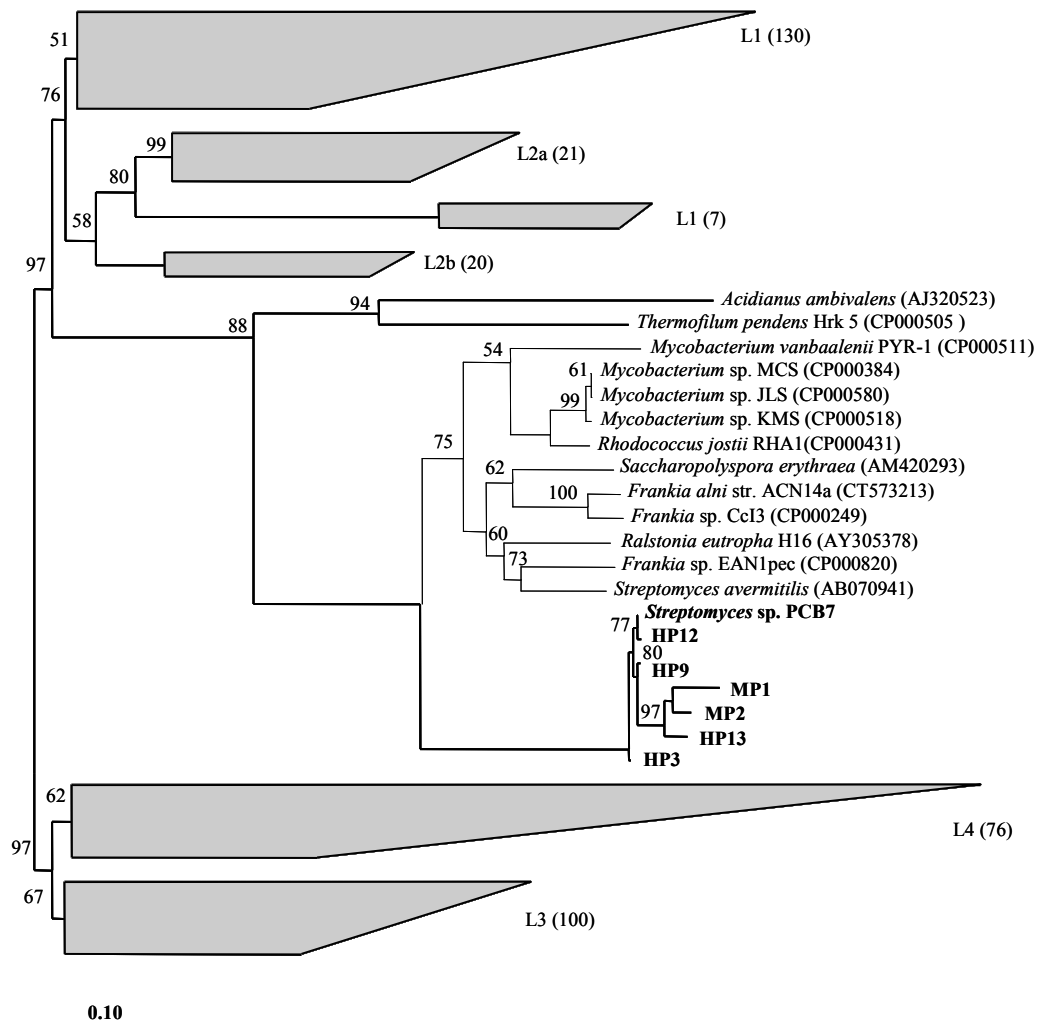 51
L1 (130)
76
99
L2a (21)
80
L1 (7)
58
L2b (20)
97
94
Acidianus ambivalens (AJ320523)
88
Thermofilum pendens Hrk 5 (CP000505 )
54
Mycobacterium vanbaalenii PYR-1 (CP000511)
61
Mycobacterium sp. MCS (CP000384)
Mycobacterium sp. JLS (CP000580)
99
Mycobacterium sp. KMS (CP000518)
75
Rhodococcus jostii RHA1(CP000431)
62
Saccharopolyspora erythraea (AM420293)
100
Frankia alni str. ACN14a (CT573213)
Frankia sp. CcI3 (CP000249)
60
Ralstonia eutropha H16 (AY305378)
73
Frankia sp. EAN1pec (CP000820)
Streptomyces avermitilis (AB070941)
Streptomyces sp. PCB7
77
HP12
80
HP9
MP1
97
MP2
HP13
HP3
62
L4 (76)
97
67
L3 (100)
0.10